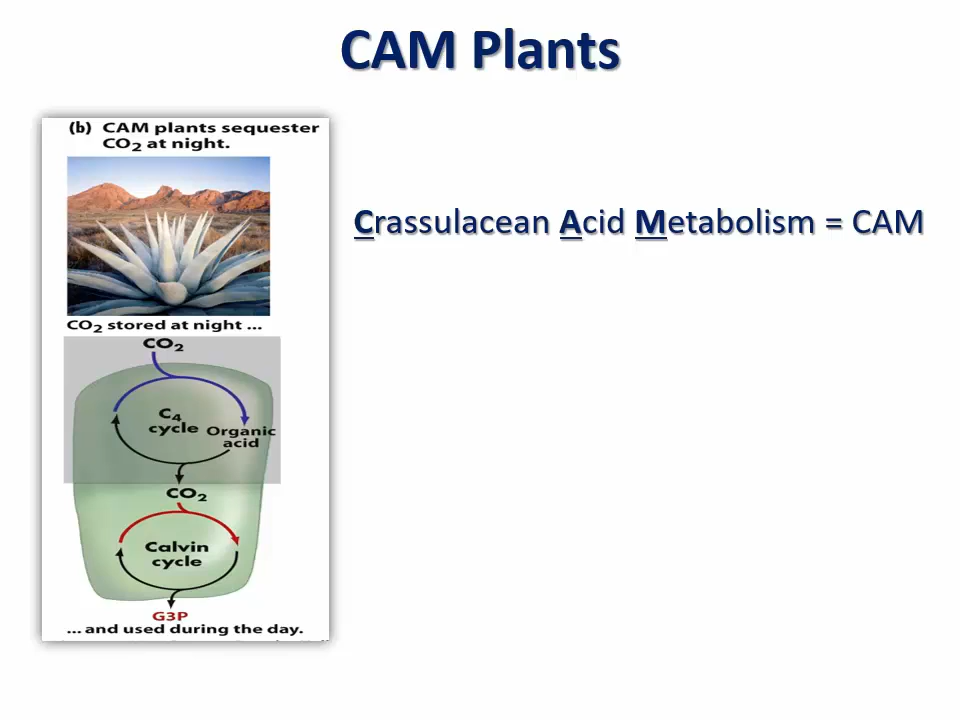 CAM Plants
(b) CAM plants sequester
CO2 at night.
Crassulacean Acid Metabolism = CAM
CO2 stored at night ...
CO2
C4
cycle
Organic
acid
CO2
Calvin
cycle
G3P
... and used during the day.